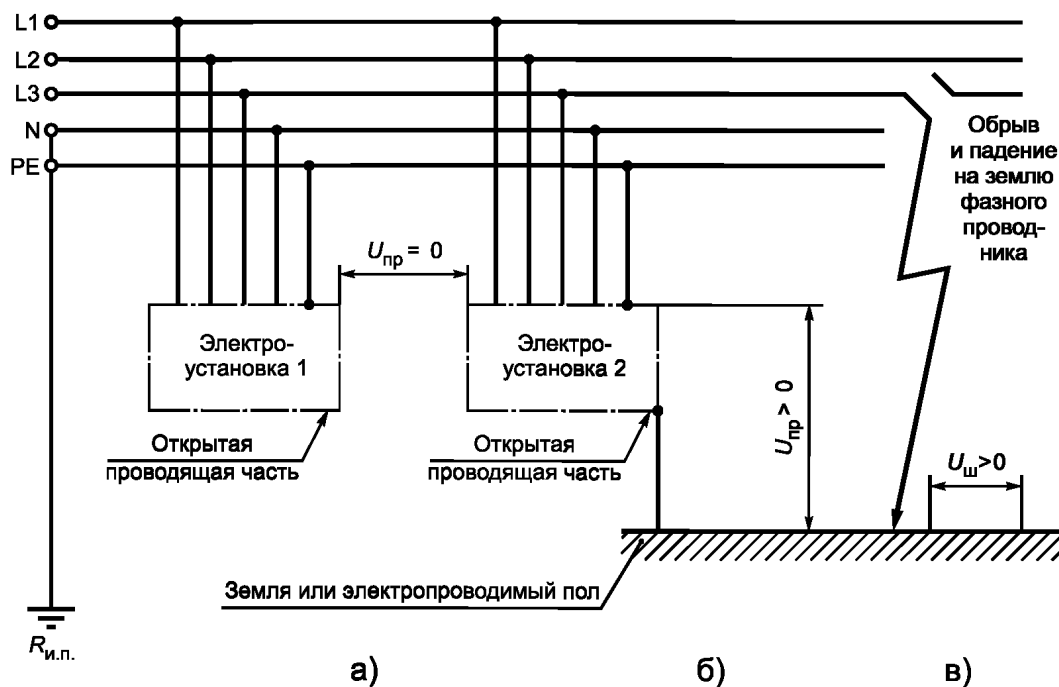 L1
L2
L3
N
PE
Обрыв
и падение
на землю
фазного
провод-
ника
Uпр = 0
Электро-
установка 1
Электро-
установка 2
Uпр > 0
Открытая
проводящая часть
Открытая
проводящая часть
Uш>0
Земля или электропроводимый пол
Rи.п.
а)
б)
в)